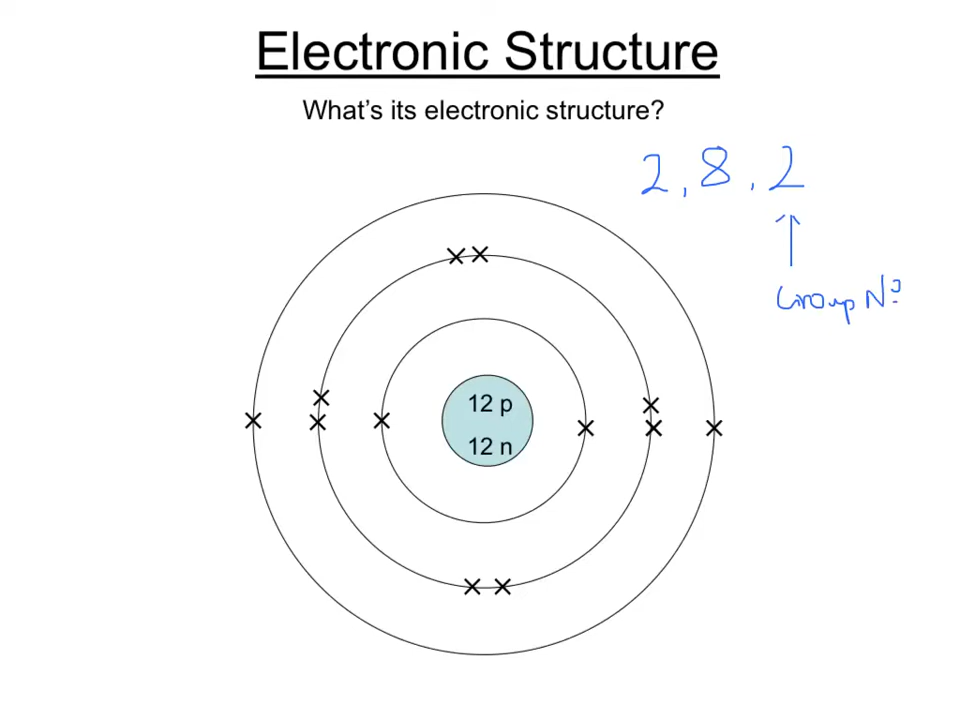 Electronic Structure
What's its electronic structure?
2, 8, 2
↑
Group Nº
12 p
12 n